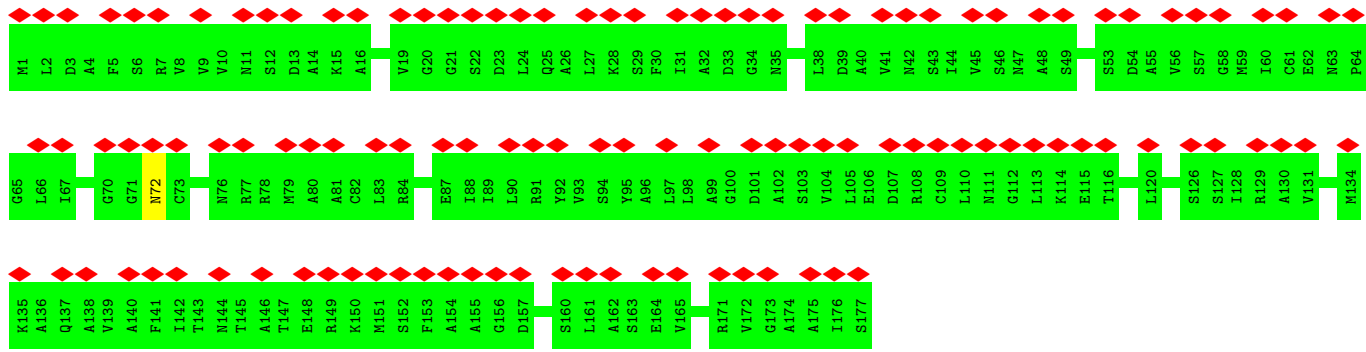 M1 L2 D3 A4 F5 S6 R7 V8 V9 V10 N11 S12 D13 A14 K15 A16 V19 G20 G21 S22 D23 L24 Q25 A26 L27 K28 S29 F30 I31 A32 D33 G34 N35 L38 D39 A40 V41 N42 S43 I44 V45 S46 N47 A48 S49 S53 D54 A55 V56 S57 G58 M59 I60 C61 E62 N63 P64
G65 L66 I67 G70 G71 N72 C73 N76 R77 R78 M79 A80 A81 C82 L83 R84 E87 I88 I89 L90 R91 Y92 V93 S94 Y95 A96 L97 L98 A99 G100 D101 A102 S103 V104 L105 E106 D107 R108 C109 L110 N111 G112 L113 K114 E115 T116 L120 S126 S127 I128 R129 A130 V131 M134
K135 A136 Q137 A138 V139 A140 F141 I142 T143 N144 T145 A146 T147 E148 R149 K150 M151 S152 F153 A154 A155 G156 D157 S160 L161 A162 S163 E164 V165 R171 V172 G173 A174 A175 I176 S177